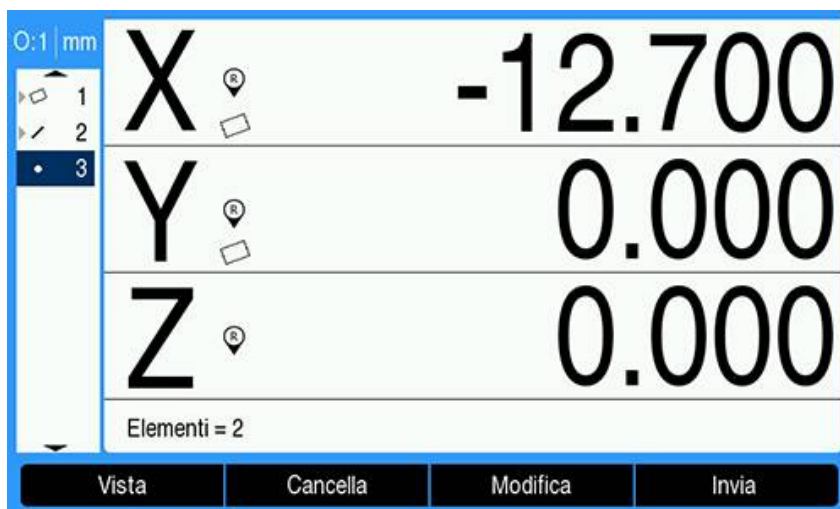 O:1 mm
1
2
3
X R -12.700
Y R 0.000
Z R 0.000
Elementi = 2
Vista Cancella Modifica Invia